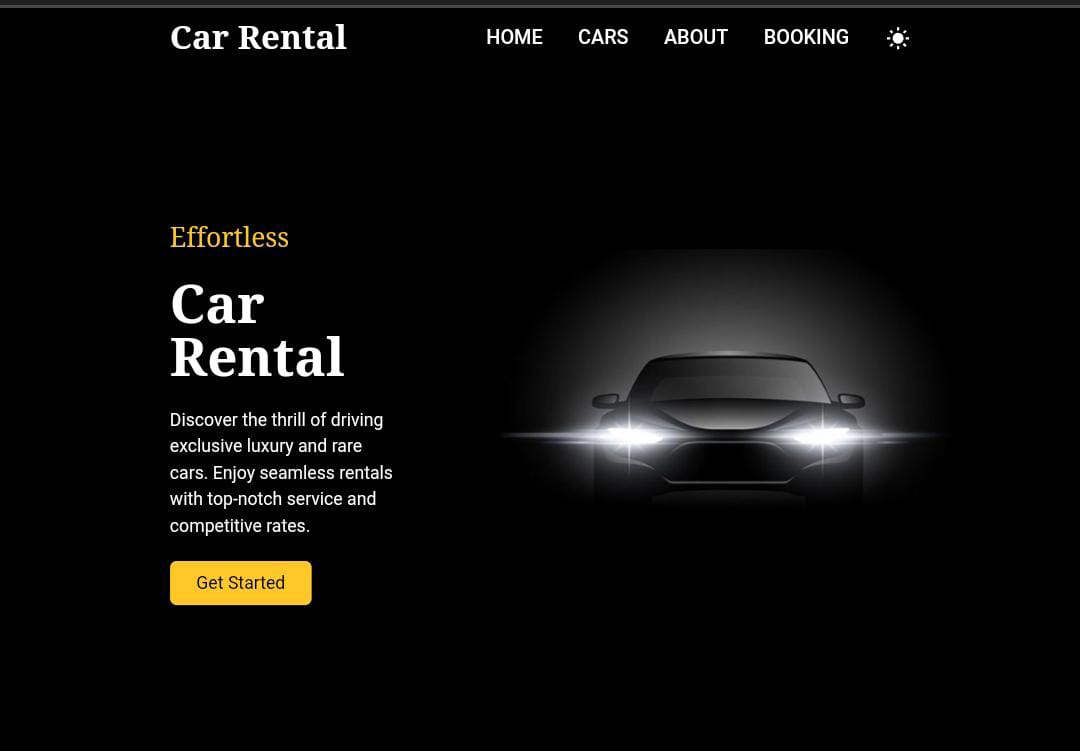 Car Rental
HOME CARS ABOUT BOOKING
Effortless
Car
Rental
Discover the thrill of driving
exclusive luxury and rare
cars. Enjoy seamless rentals
with top-notch service and
competitive rates.
Get Started